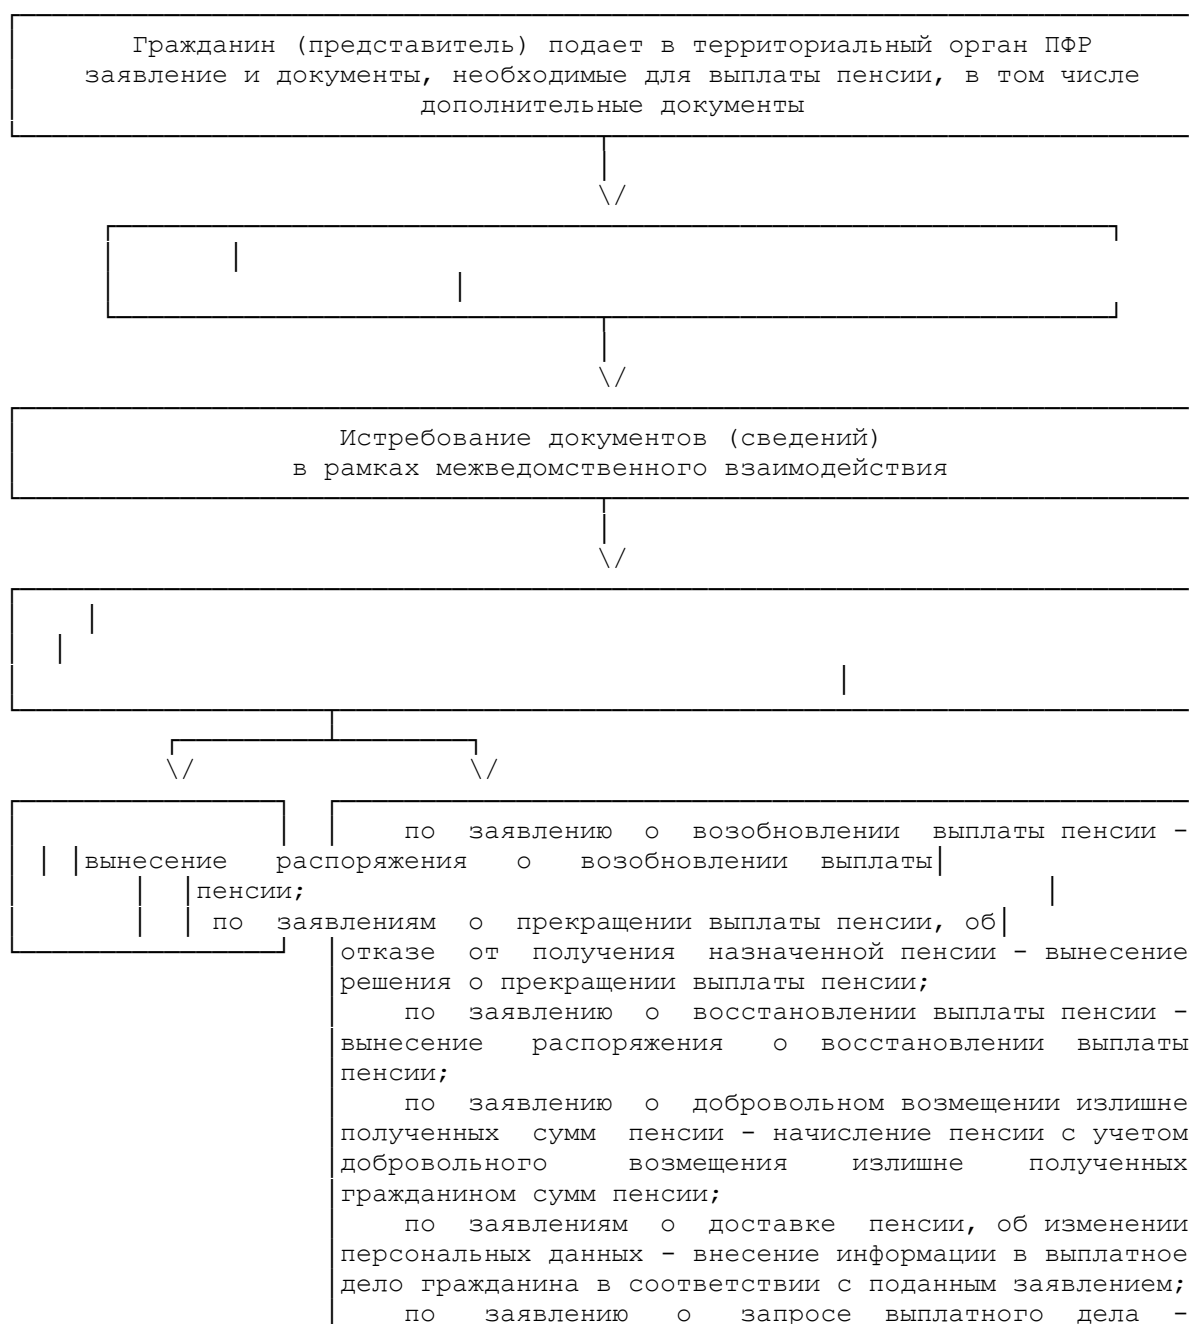 Гражданин (представитель) подает в территориальный орган ПФР
заявление и документы, необходимые для выплаты пенсии, в том числе
дополнительные документы
Истребование документов (сведений)
в рамках межведомственного взаимодействия
по заявлению о возобновлении выплаты пенсии -
вынесение распоряжения о возобновлении выплаты
пенсии;
по заявлениям о прекращении выплаты пенсии, об
отказе от получения назначенной пенсии - вынесение
решения о прекращении выплаты пенсии;
по заявлению о восстановлении выплаты пенсии -
вынесение распоряжения о восстановлении выплаты
пенсии;
по заявлению о добровольном возмещении излишне
полученных сумм пенсии - начисление пенсии с учетом
добровольного возмещения излишне полученных
гражданином сумм пенсии;
по заявлениям о доставке пенсии, об изменении
персональных данных - внесение информации в выплатное
дело гражданина в соответствии с поданным заявлением;
по заявлению о запросе выплатного дела -